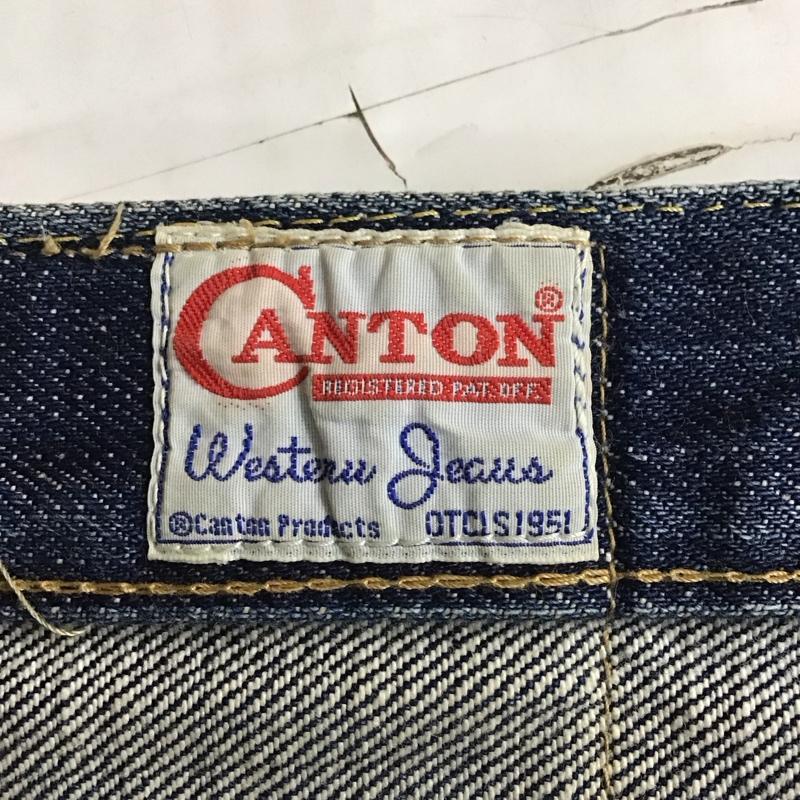 CANTON®
REGISTERED PAT. OFF.
Western Jeans
®Canton Products OTC1S1951